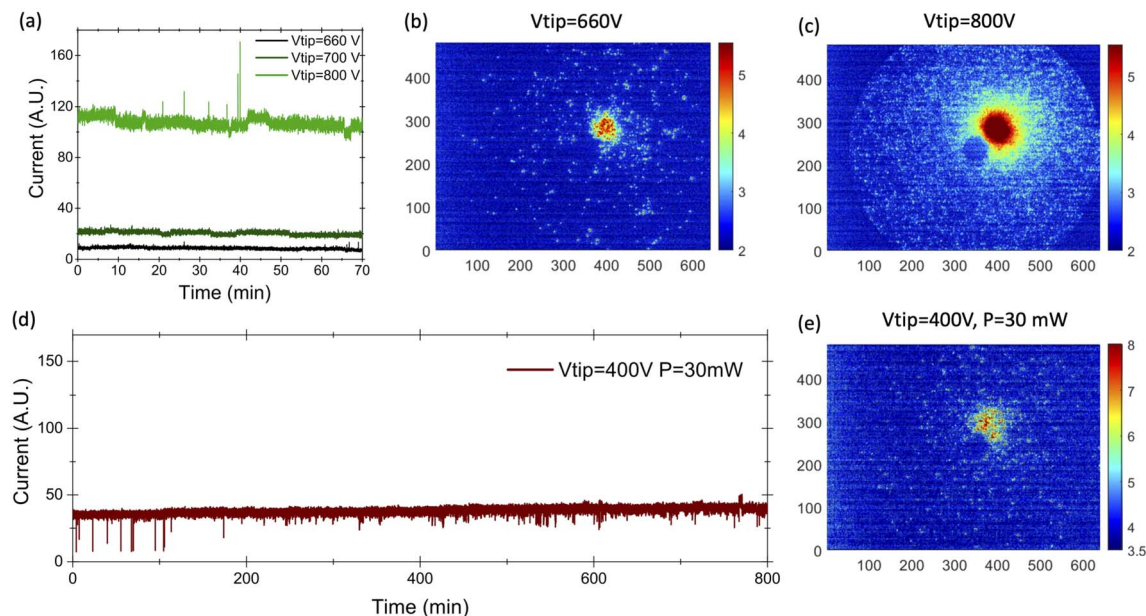 (a)
Vtip=660 V
Vtip=700 V
Vtip=800 V
Current (A.U.)
160
120
80
40
0
0 10 20 30 40 50 60 70
Time (min)
(b)
Vtip=660V
400
300
200
100
0
100 200 300 400 500 600
5
4
3
2
(c)
Vtip=800V
400
300
200
100
0
100 200 300 400 500 600
5
4
3
2
(d)
Vtip=400V P=30mW
Current (A.U.)
150
100
50
0
0 200 400 600 800
Time (min)
(e)
Vtip=400V, P=30 mW
400
300
200
100
0
100 200 300 400 500 600
8
7
6
5
4
3.5